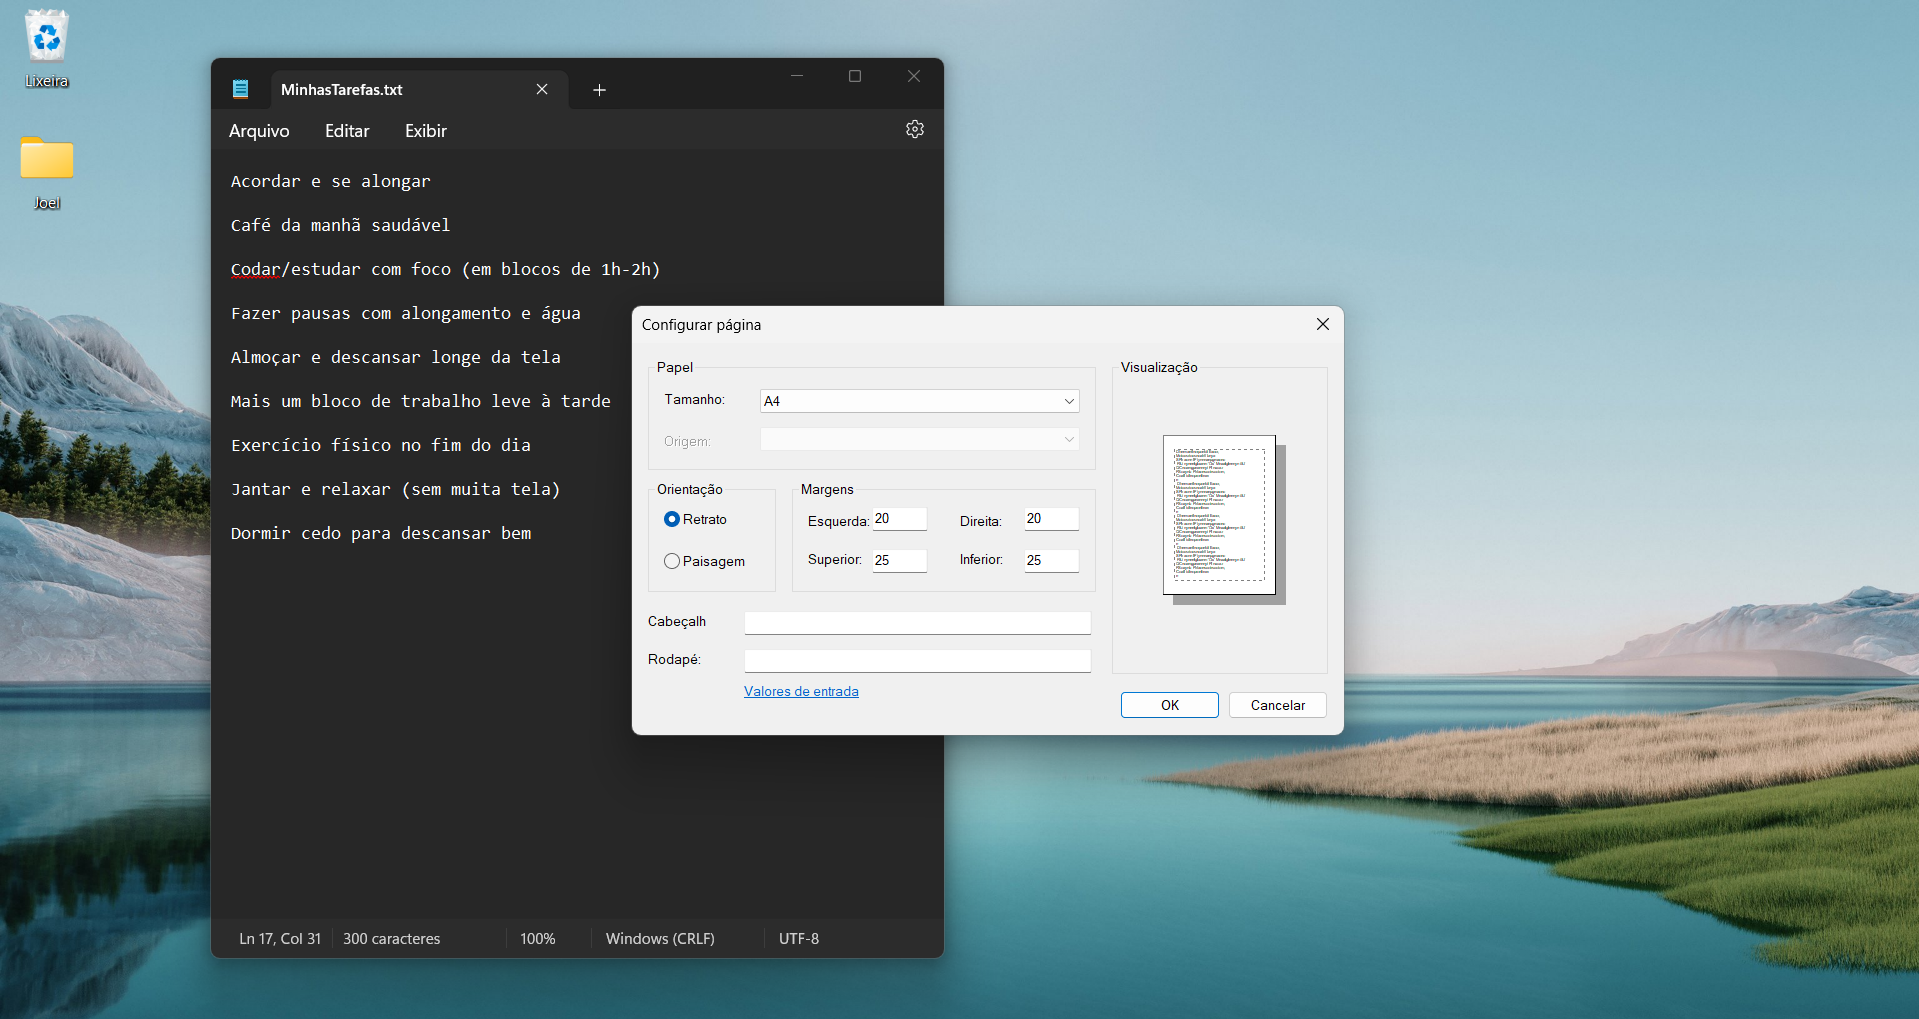 Lixeira
Joel
MinhasTarefas.txt
Arquivo Editar Exibir
Acordar e se alongar
Café da manhã saudável
Codar/estudar com foco (em blocos de 1h-2h)
Fazer pausas com alongamento e água
Almoçar e descansar longe da tela
Mais um bloco de trabalho leve à tarde
Exercício físico no fim do dia
Jantar e relaxar (sem muita tela)
Dormir cedo para descansar bem
Ln 17, Col 31 300 caracteres 100% Windows (CRLF) UTF-8
Configurar página
Papel
Tamanho: A4
Origem:
Orientação
Retrato
Paisagem
Margens
Esquerda: 20 Direita: 20
Superior: 25 Inferior: 25
Cabeçalh
Rodapé:
Valores de entrada
Visualização
OK Cancelar